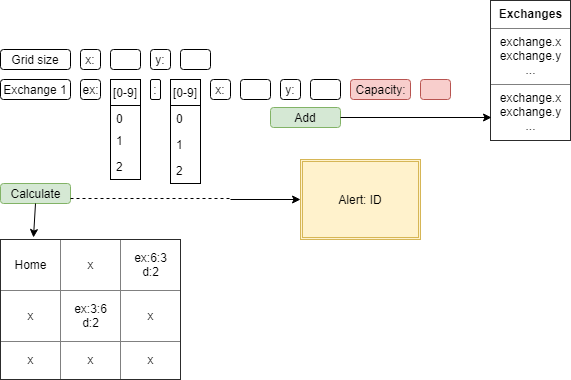 Exchanges
exchange.x
exchange.y
...
exchange.x
exchange.y
...
Grid size x: y:
Exchange 1 ex: [0-9] : [0-9] x: y: Capacity:
0 0
1 1
2 2
Add
Calculate
Alert: ID
Home x ex:6:3
d:2
x ex:3:6
d:2 x
x x x